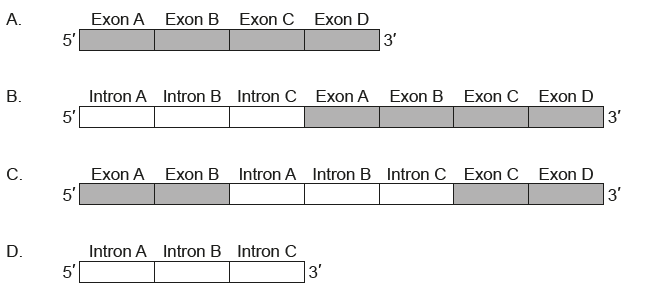 A. Exon A Exon B Exon C Exon D
5′ 3′
B. Intron A Intron B Intron C Exon A Exon B Exon C Exon D
5′ 3′
C. Exon A Exon B Intron A Intron B Intron C Exon C Exon D
5′ 3′
D. Intron A Intron B Intron C
5′ 3′